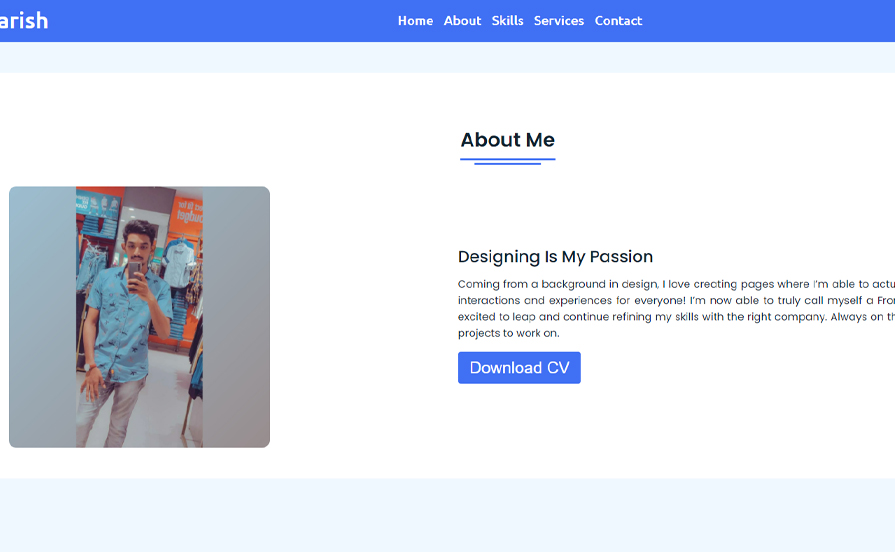 arish
Home About Skills Services Contact
About Me
Designing Is My Passion
Coming from a background in design, I love creating pages where I'm able to actu
interactions and experiences for everyone! I'm now able to truly call myself a Fro
excited to leap and continue refining my skills with the right company. Always on th
projects to work on.
Download CV